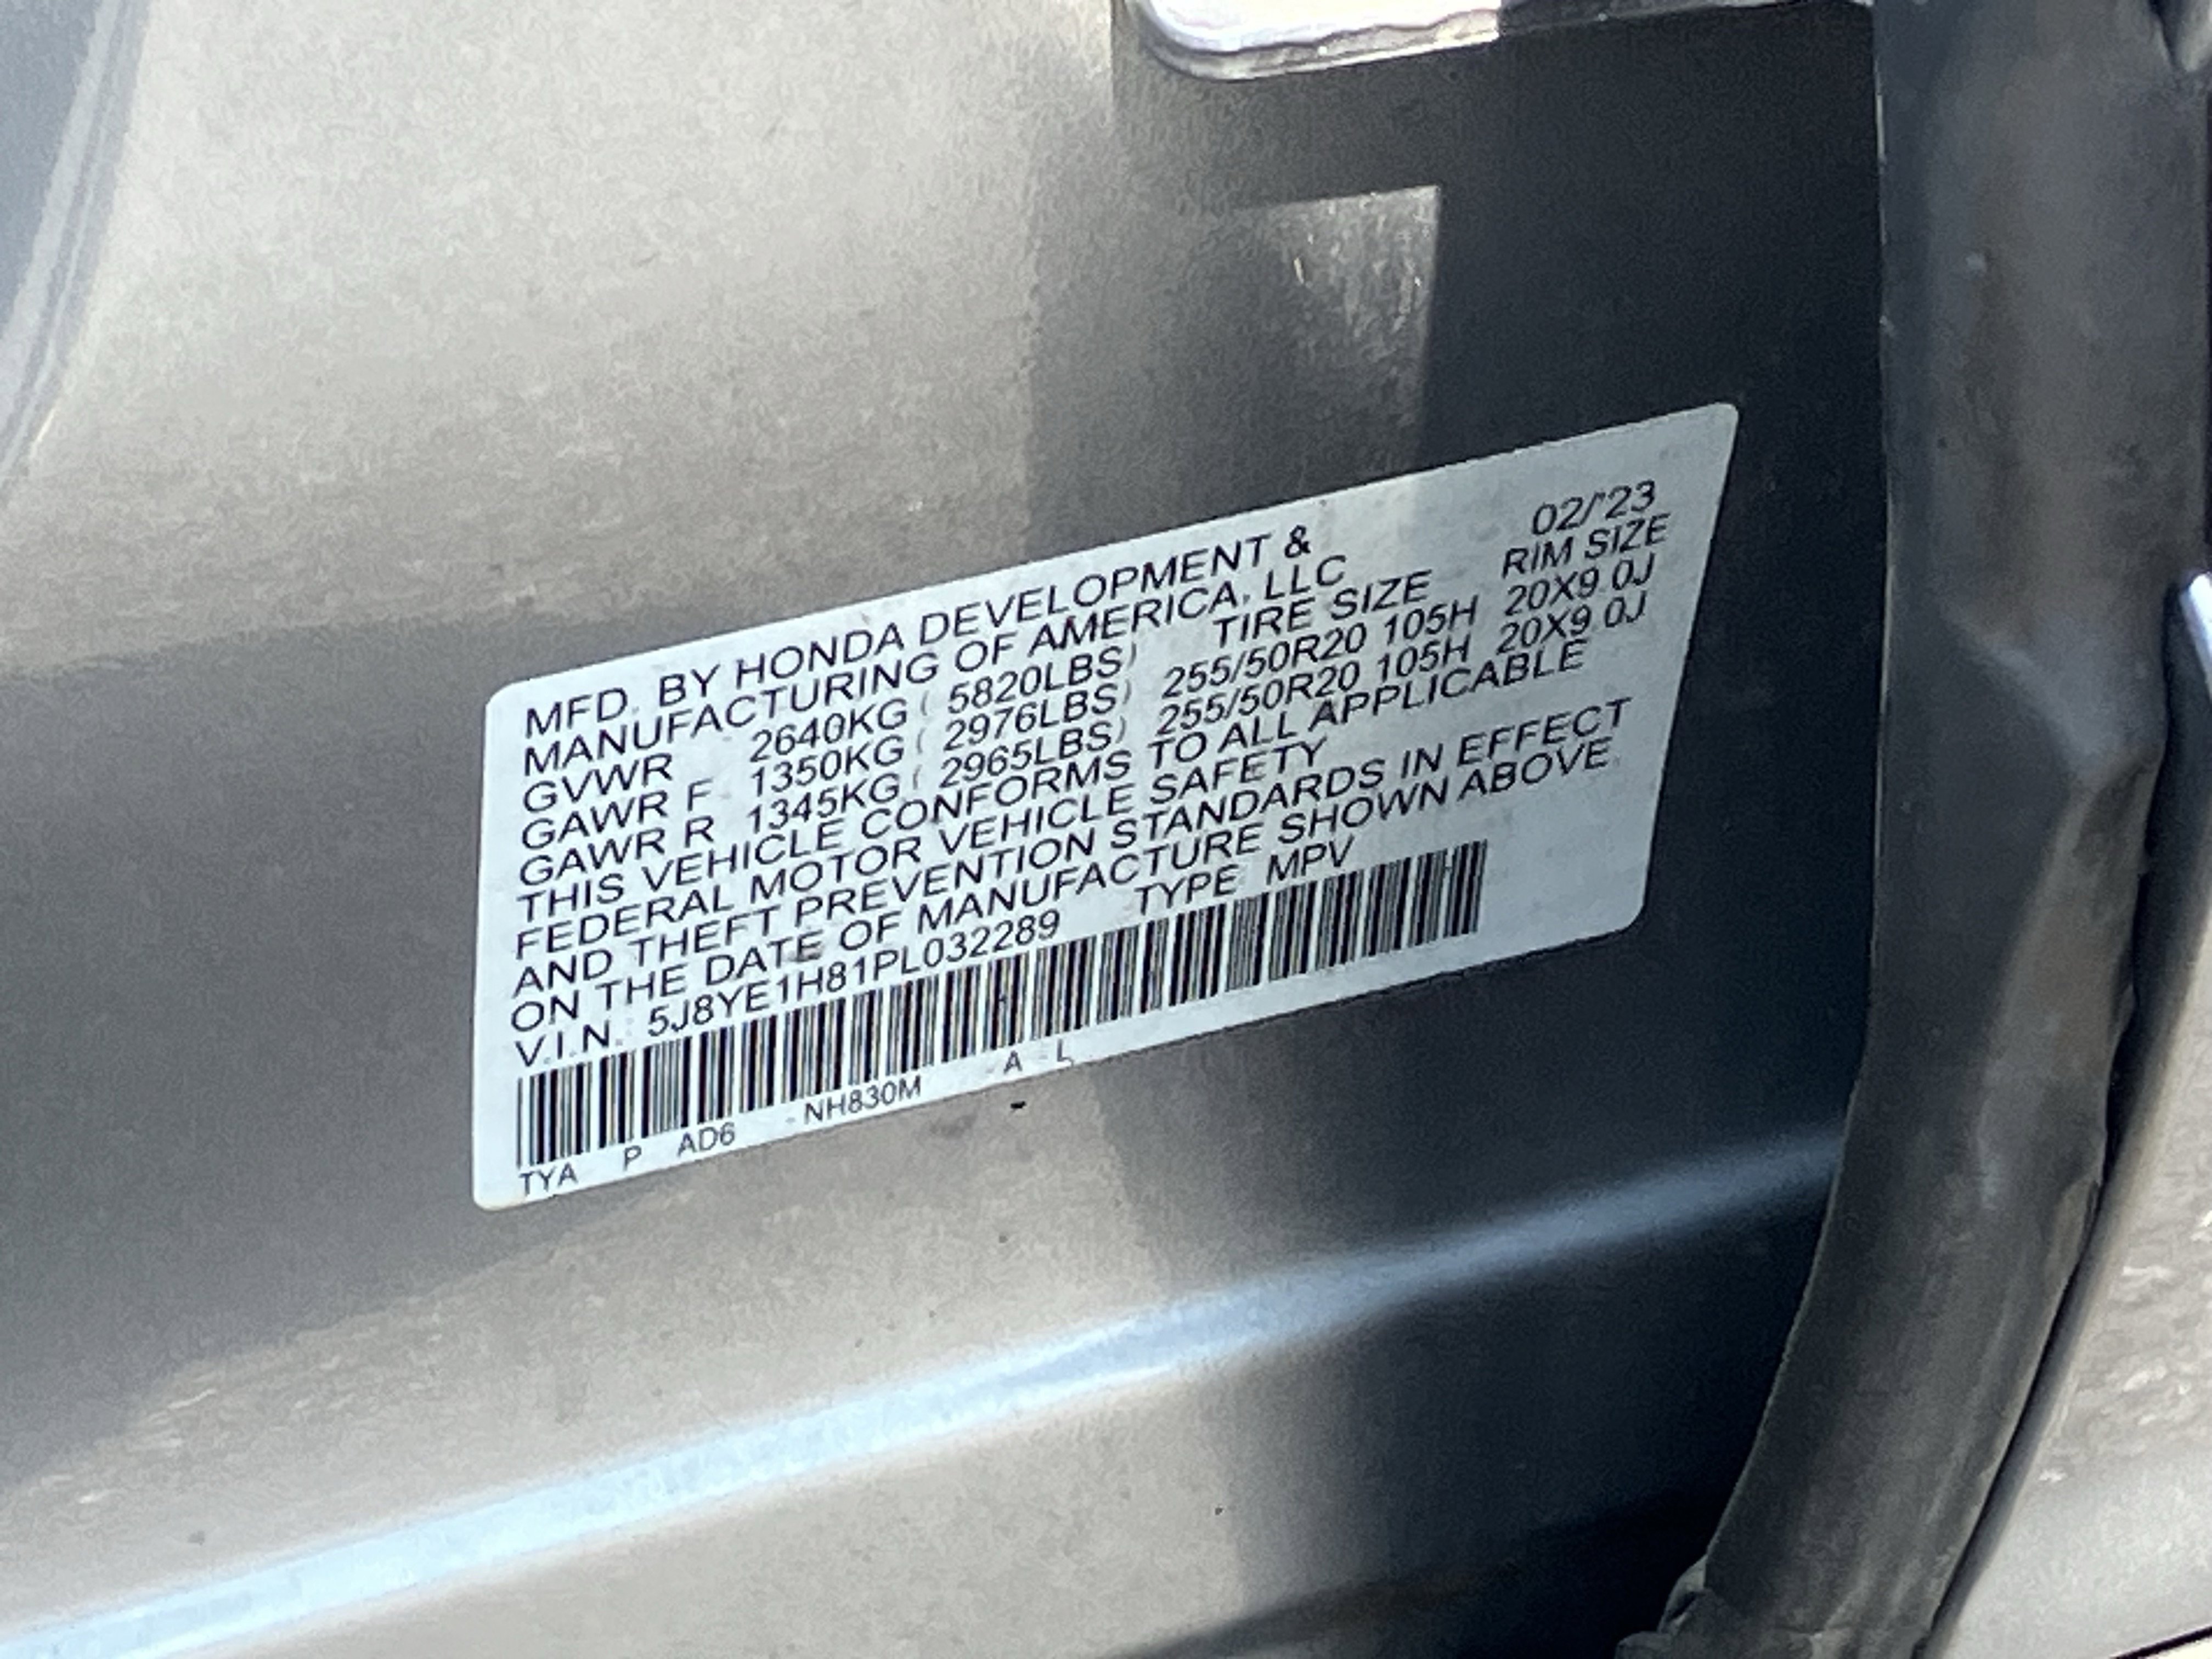 MFD. BY HONDA DEVELOPMENT & 02/'23
MANUFACTURING OF AMERICA, LLC RIM SIZE
GVWR 2640KG ( 5820LBS) TIRE SIZE
GAWR F 1350KG ( 2976LBS) 255/50R20 105H 20X9.0J
GAWR R 1345KG ( 2965LBS) 255/50R20 105H 20X9.0J
THIS VEHICLE CONFORMS TO ALL APPLICABLE
FEDERAL MOTOR VEHICLE SAFETY
AND THEFT PREVENTION STANDARDS IN EFFECT
ON THE DATE OF MANUFACTURE SHOWN ABOVE.
V.I.N.: 5J8YE1H81PL032289 TYPE: MPV
TYA P AD6 -NH830M A L